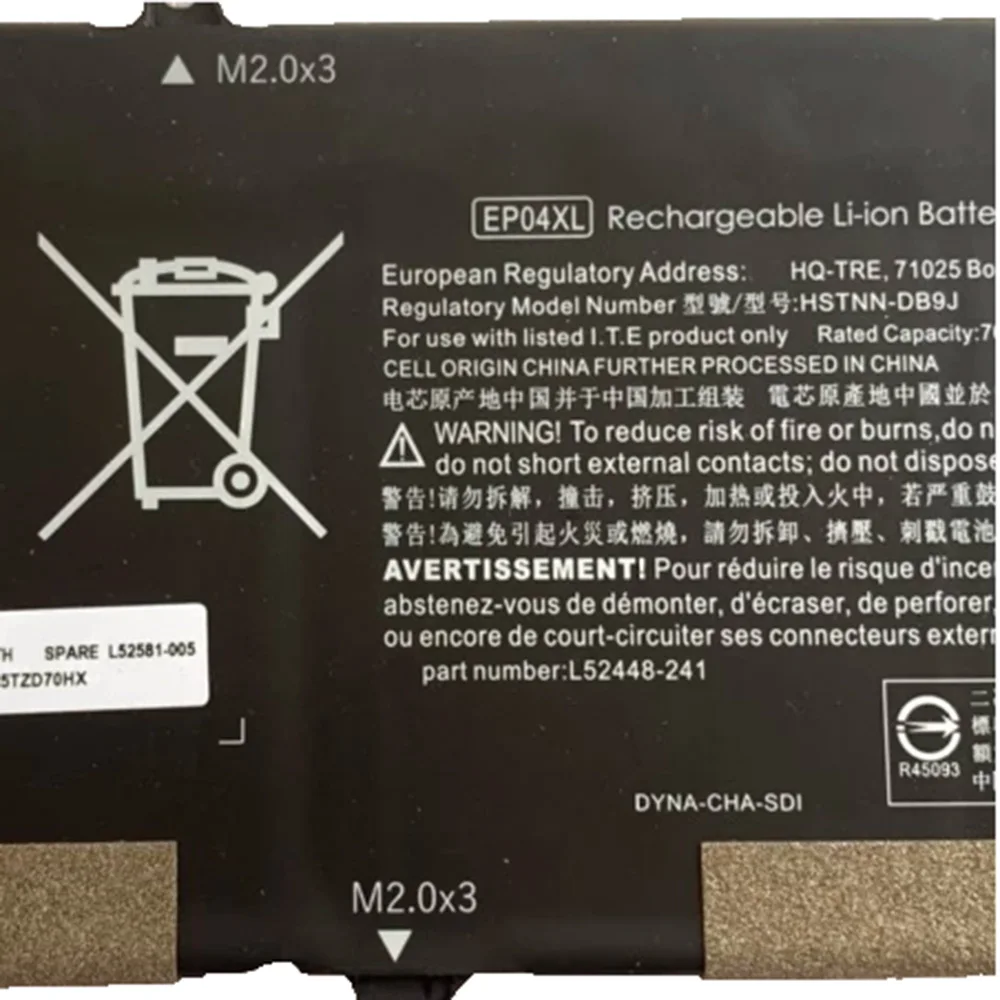 M2.0x3
EP04XL Rechargeable Li-ion Batte
European Regulatory Address: HQ-TRE, 71025 Bo
Regulatory Model Number 型號/型号:HSTNN-DB9J
For use with listed I.T.E product only Rated Capacity:7
CELL ORIGIN CHINA FURTHER PROCESSED IN CHINA
电芯原产地中国并于中国加工组装 電芯原產地中國並於
WARNING! To reduce risk of fire or burns,do n
do not short external contacts; do not dispose
警告!请勿拆解，撞击，挤压，加热或投入火中，若严重鼓
警告!為避免引起火災或燃燒，請勿拆卸、擠壓、刺戳電池
AVERTISSEMENT! Pour réduire le risque d'ince
abstenez-vous de démonter, d'écraser, de perforer,
ou encore de court-circuiter ses connecteurs extern
part number:L52448-241
TH SPARE L52581-005
5TZD70HX
R45093
DYNA-CHA-SDI
M2.0x3